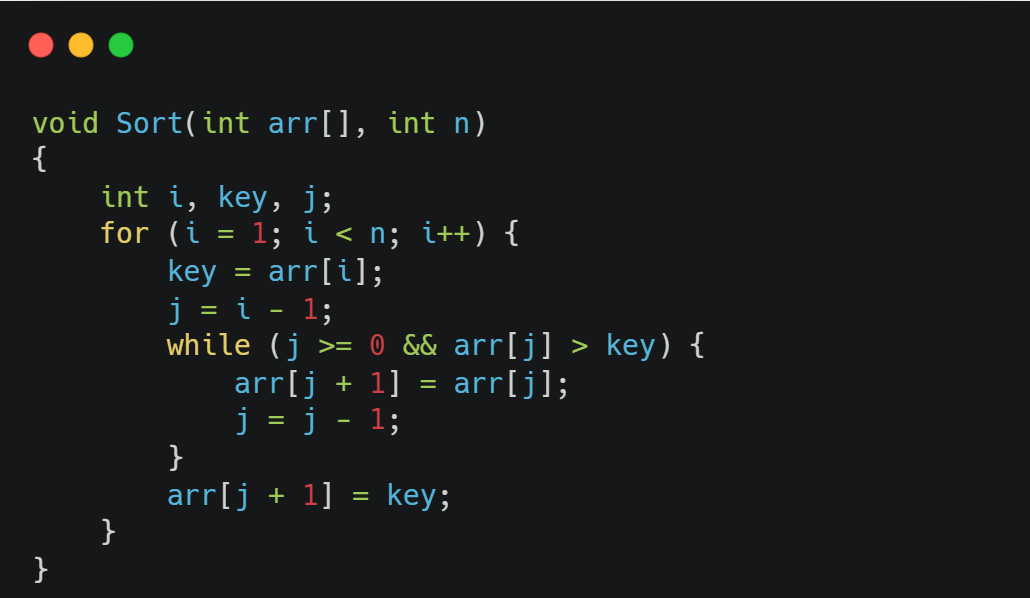 void Sort(int arr[], int n)
{
    int i, key, j;
    for (i = 1; i < n; i++) {
        key = arr[i];
        j = i - 1;
        while (j >= 0 && arr[j] > key) {
            arr[j + 1] = arr[j];
            j = j - 1;
        }
        arr[j + 1] = key;
    }
}